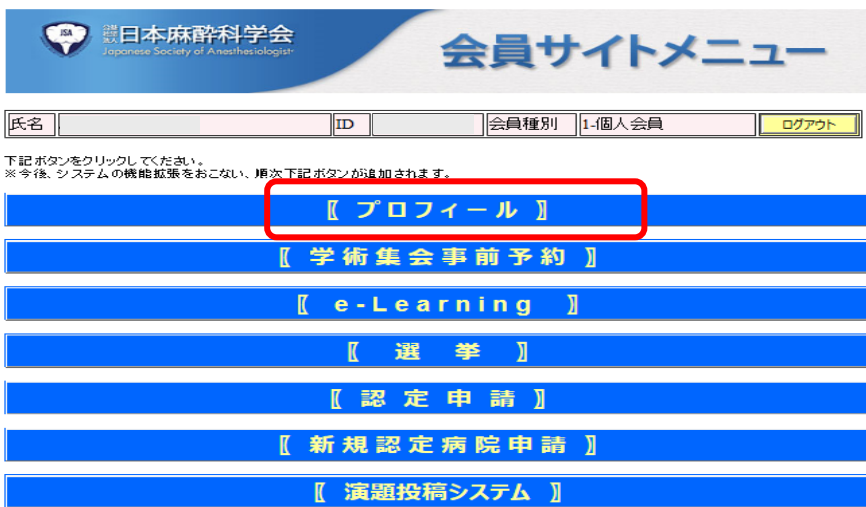 JSA
公益社団法人 日本麻酔科学会
Japanese Society of Anesthesiologist
会員サイトメニュー
氏名 ID 会員種別 1-個人会員 ログアウト
下記ボタンをクリックしてください。
※今後、システムの機能拡張をおこない、順次下記ボタンが追加されます。
〖 プロフィール 〗
〖 学術集会事前予約 〗
〖 e-Learning 〗
〖 選 挙 〗
〖 認 定 申 請 〗
〖 新規認定病院申請 〗
〖 演題投稿システム 〗